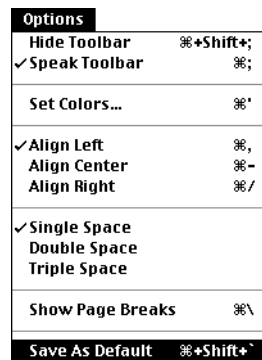 Options
Hide Toolbar ⌘+Shift+;
✓Speak Toolbar ⌘;
Set Colors... ⌘'
✓Align Left ⌘,
Align Center ⌘-
Align Right ⌘/
✓Single Space
Double Space
Triple Space
Show Page Breaks ⌘\
Save As Default ⌘+Shift+`